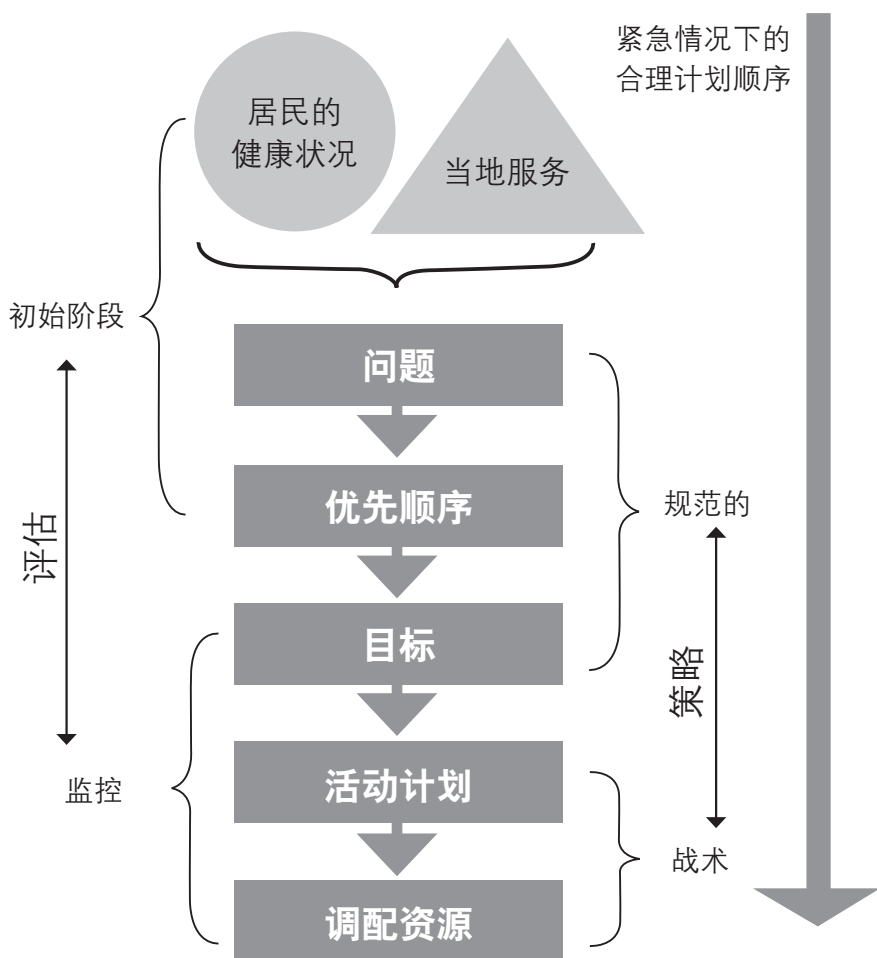 紧急情况下的
合理计划顺序
居民的
健康状况
当地服务
初始阶段
问题
优先顺序
规范的
评估
目标
策略
监控
活动计划
战术
调配资源